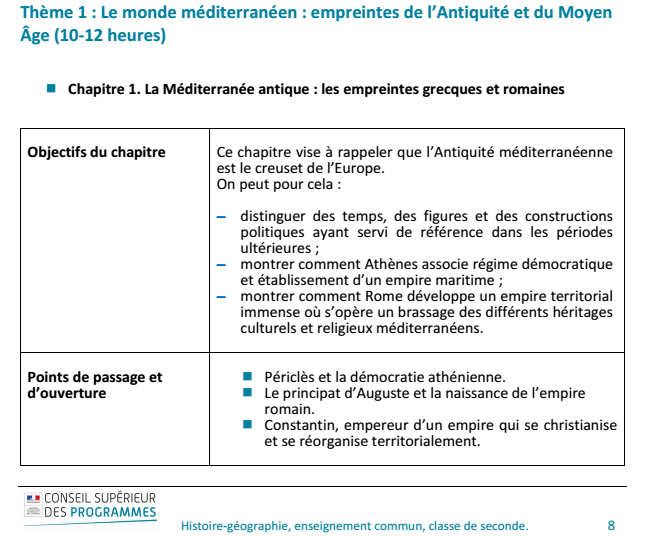 Thème 1 : Le monde méditerranéen : empreintes de l’Antiquité et du Moyen
Âge (10-12 heures)
■ Chapitre 1. La Méditerranée antique : les empreintes grecques et romaines
Objectifs du chapitre
Ce chapitre vise à rappeler que l’Antiquité méditerranéenne
est le creuset de l’Europe.
On peut pour cela :
– distinguer des temps, des figures et des constructions
politiques ayant servi de référence dans les périodes
ultérieures ;
– montrer comment Athènes associe régime démocratique
et établissement d’un empire maritime ;
– montrer comment Rome développe un empire territorial
immense où s’opère un brassage des différents héritages
culturels et religieux méditerranéens.
Points de passage et
d’ouverture
■ Périclès et la démocratie athénienne.
■ Le principat d’Auguste et la naissance de l’empire
romain.
■ Constantin, empereur d’un empire qui se christianise
et se réorganise territorialement.
CONSEIL SUPÉRIEUR
DES PROGRAMMES
Histoire-géographie, enseignement commun, classe de seconde.
8